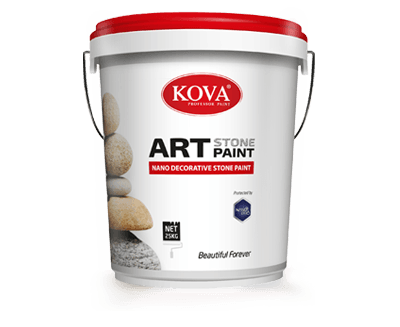 KOVA®
PROFESSOR PAINT
ART STONE PAINT
NANO DECORATIVE STONE PAINT
Protected by
NET
25KG
Beautiful Forever